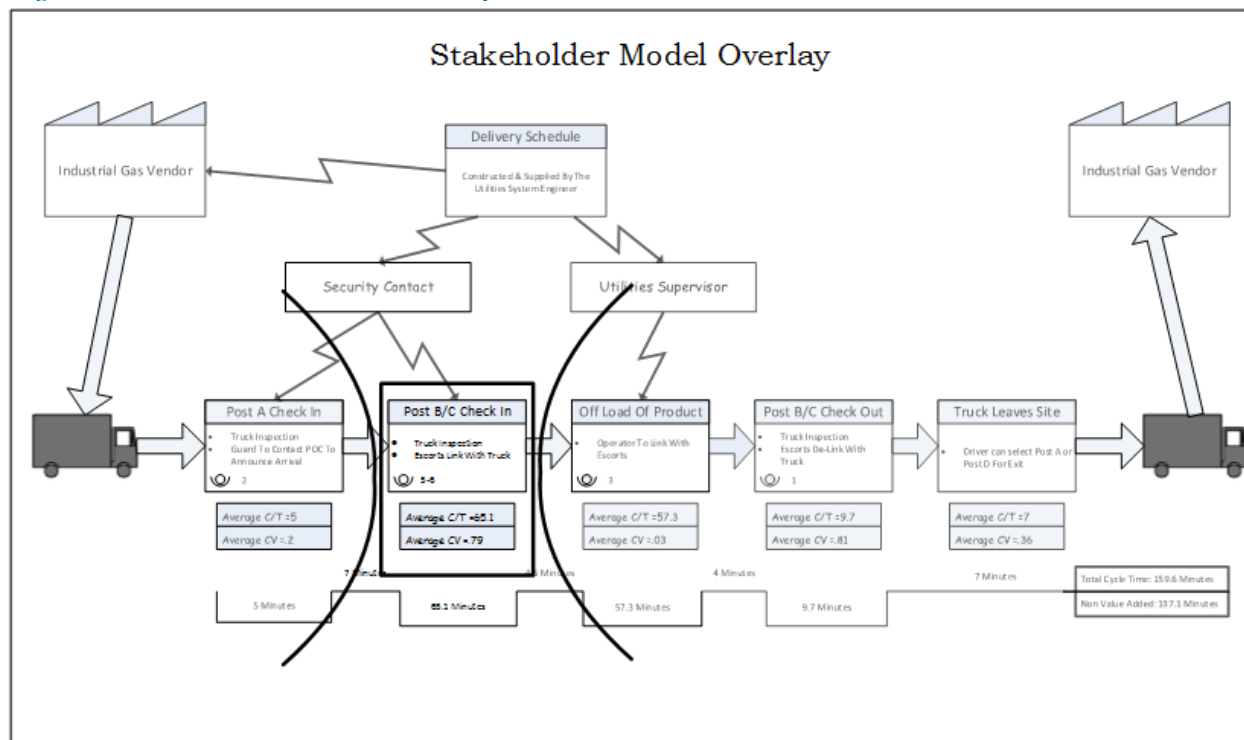 Stakeholder Model Overlay
Industrial Gas Vendor
Delivery Schedule
Constructed & Supplied By The
Utilities System Engineer
Industrial Gas Vendor
Security Contact
Utilities Supervisor
Post A Check In
• Truck Inspection
• Guard To Contact POC To
Announce Arrival
2
Post B/C Check In
• Truck Inspection
• Escorts Link With Truck
Off Load Of Product
• Operator To Link With
Escorts
Post B/C Check Out
• Truck Inspection
• Escorts De-Link With
Truck
1
Truck Leaves Site
• Driver can select Post A or
Post D For Exit
Average C/T =5
Average CV =.2
Average C/T =65.1
Average CV =.79
Average C/T =57.3
Average CV =.03
Average C/T =9.7
Average CV =.81
Average C/T =7
Average CV =.36
7 Minutes
Minutes
4 Minutes
7 Minutes
5 Minutes
65.1 Minutes
57.3 Minutes
9.7 Minutes
Total Cycle Time: 159.6 Minutes
Non Value Added: 137.1 Minutes